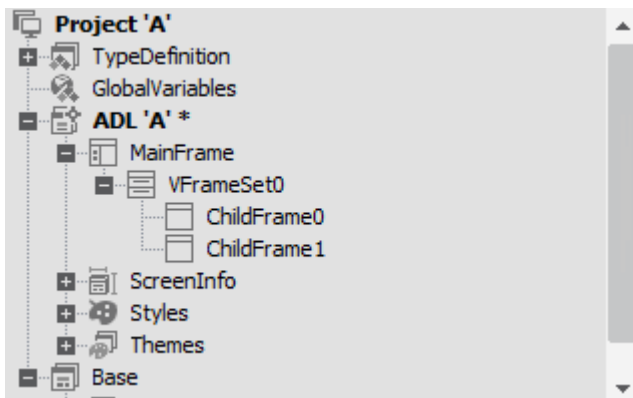 Project 'A'
TypeDefinition
GlobalVariables
ADL 'A' *
MainFrame
VFrameSet0
ChildFrame0
ChildFrame1
ScreenInfo
Styles
Themes
Base